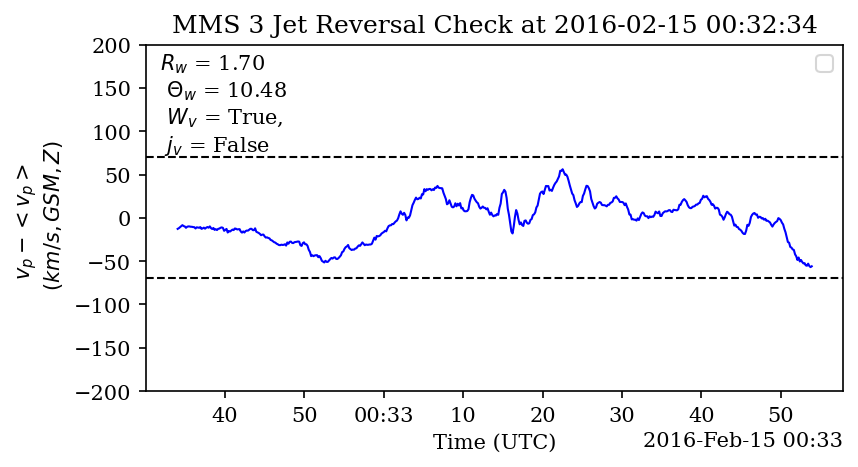 MMS 3 Jet Reversal Check at 2016-02-15 00:32:34
R_w = 1.70
Θ_w = 10.48
W_v = True,
j_v = False
v_p − < v_p >
(km/s, GSM, Z)
200
150
100
50
0
−50
−100
−150
−200
40 50 00:33 10 20 30 40 50
Time (UTC)
2016-Feb-15 00:33